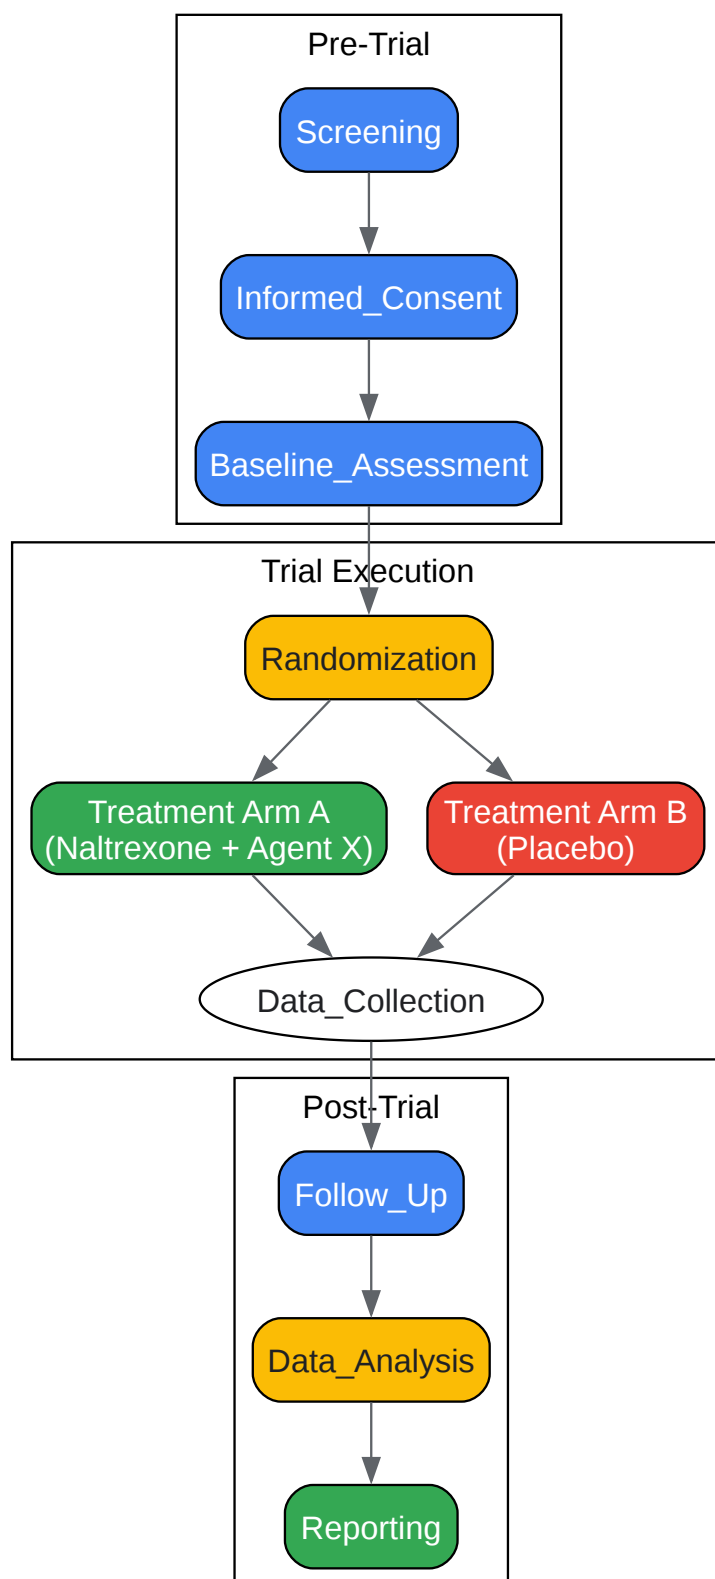 Pre-Trial
Screening
Informed_Consent
Baseline_Assessment
Trial Execution
Randomization
Treatment Arm A
(Naltrexone + Agent X)
Treatment Arm B
(Placebo)
Data_Collection
Post-Trial
Follow_Up
Data_Analysis
Reporting